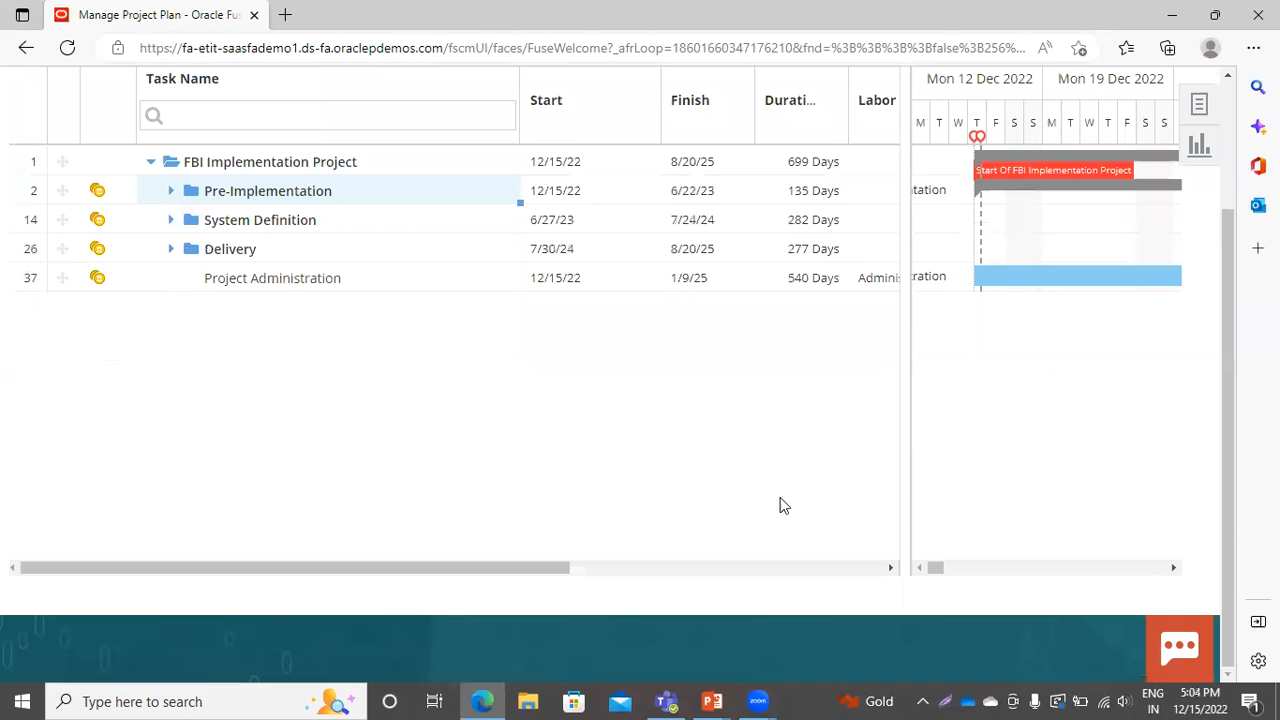 Manage Project Plan - Oracle Fus
https://fa-etit-saasfademo1.ds-fa.oraclepdemos.com/fscmUI/faces/FuseWelcome?_afrLoop=186016603471762​10&fnd=%3B%3B%3B%3Bfalse%3B256%...
Task Name
Start Finish Durati... Labor
Mon 12 Dec 2022 Mon 19 Dec 2022
M T W T F S S M T W T F S S
1 FBI Implementation Project 12/15/22 8/20/25 699 Days
Start Of FBI Implementation Project
2 Pre-Implementation 12/15/22 6/22/23 135 Days
14 System Definition 6/27/23 7/24/24 282 Days
26 Delivery 7/30/24 8/20/25 277 Days
37 Project Administration 12/15/22 1/9/25 540 Days
Type here to search
zoom
Gold
ENG
IN
5:04 PM
12/15/2022
1